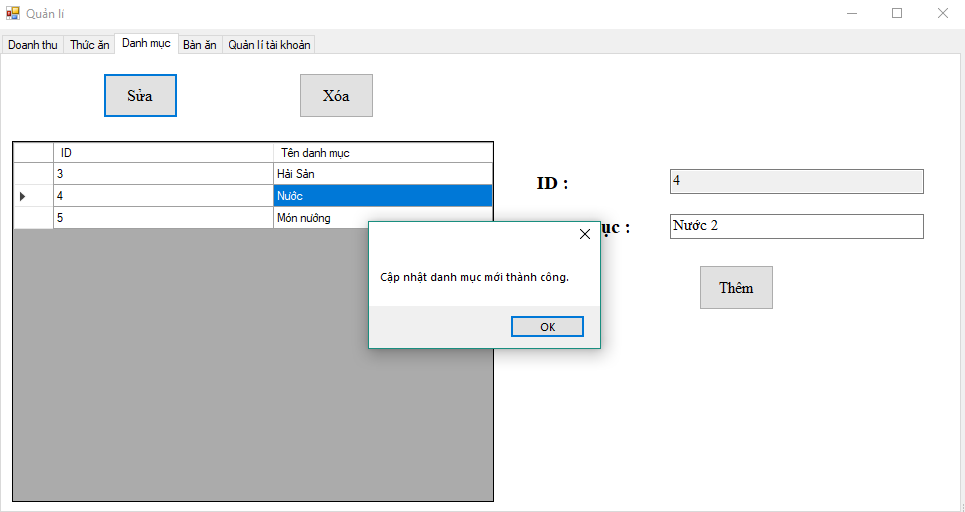 Quản lí
Doanh thu Thức ăn Danh mục Bàn ăn Quản lí tài khoản
Sửa Xóa
ID Tên danh mục
3 Hải Sản
4 Nước
5 Món nướng
ID : 4
ục : Nước 2
Thêm
Cập nhật danh mục mới thành công.
OK